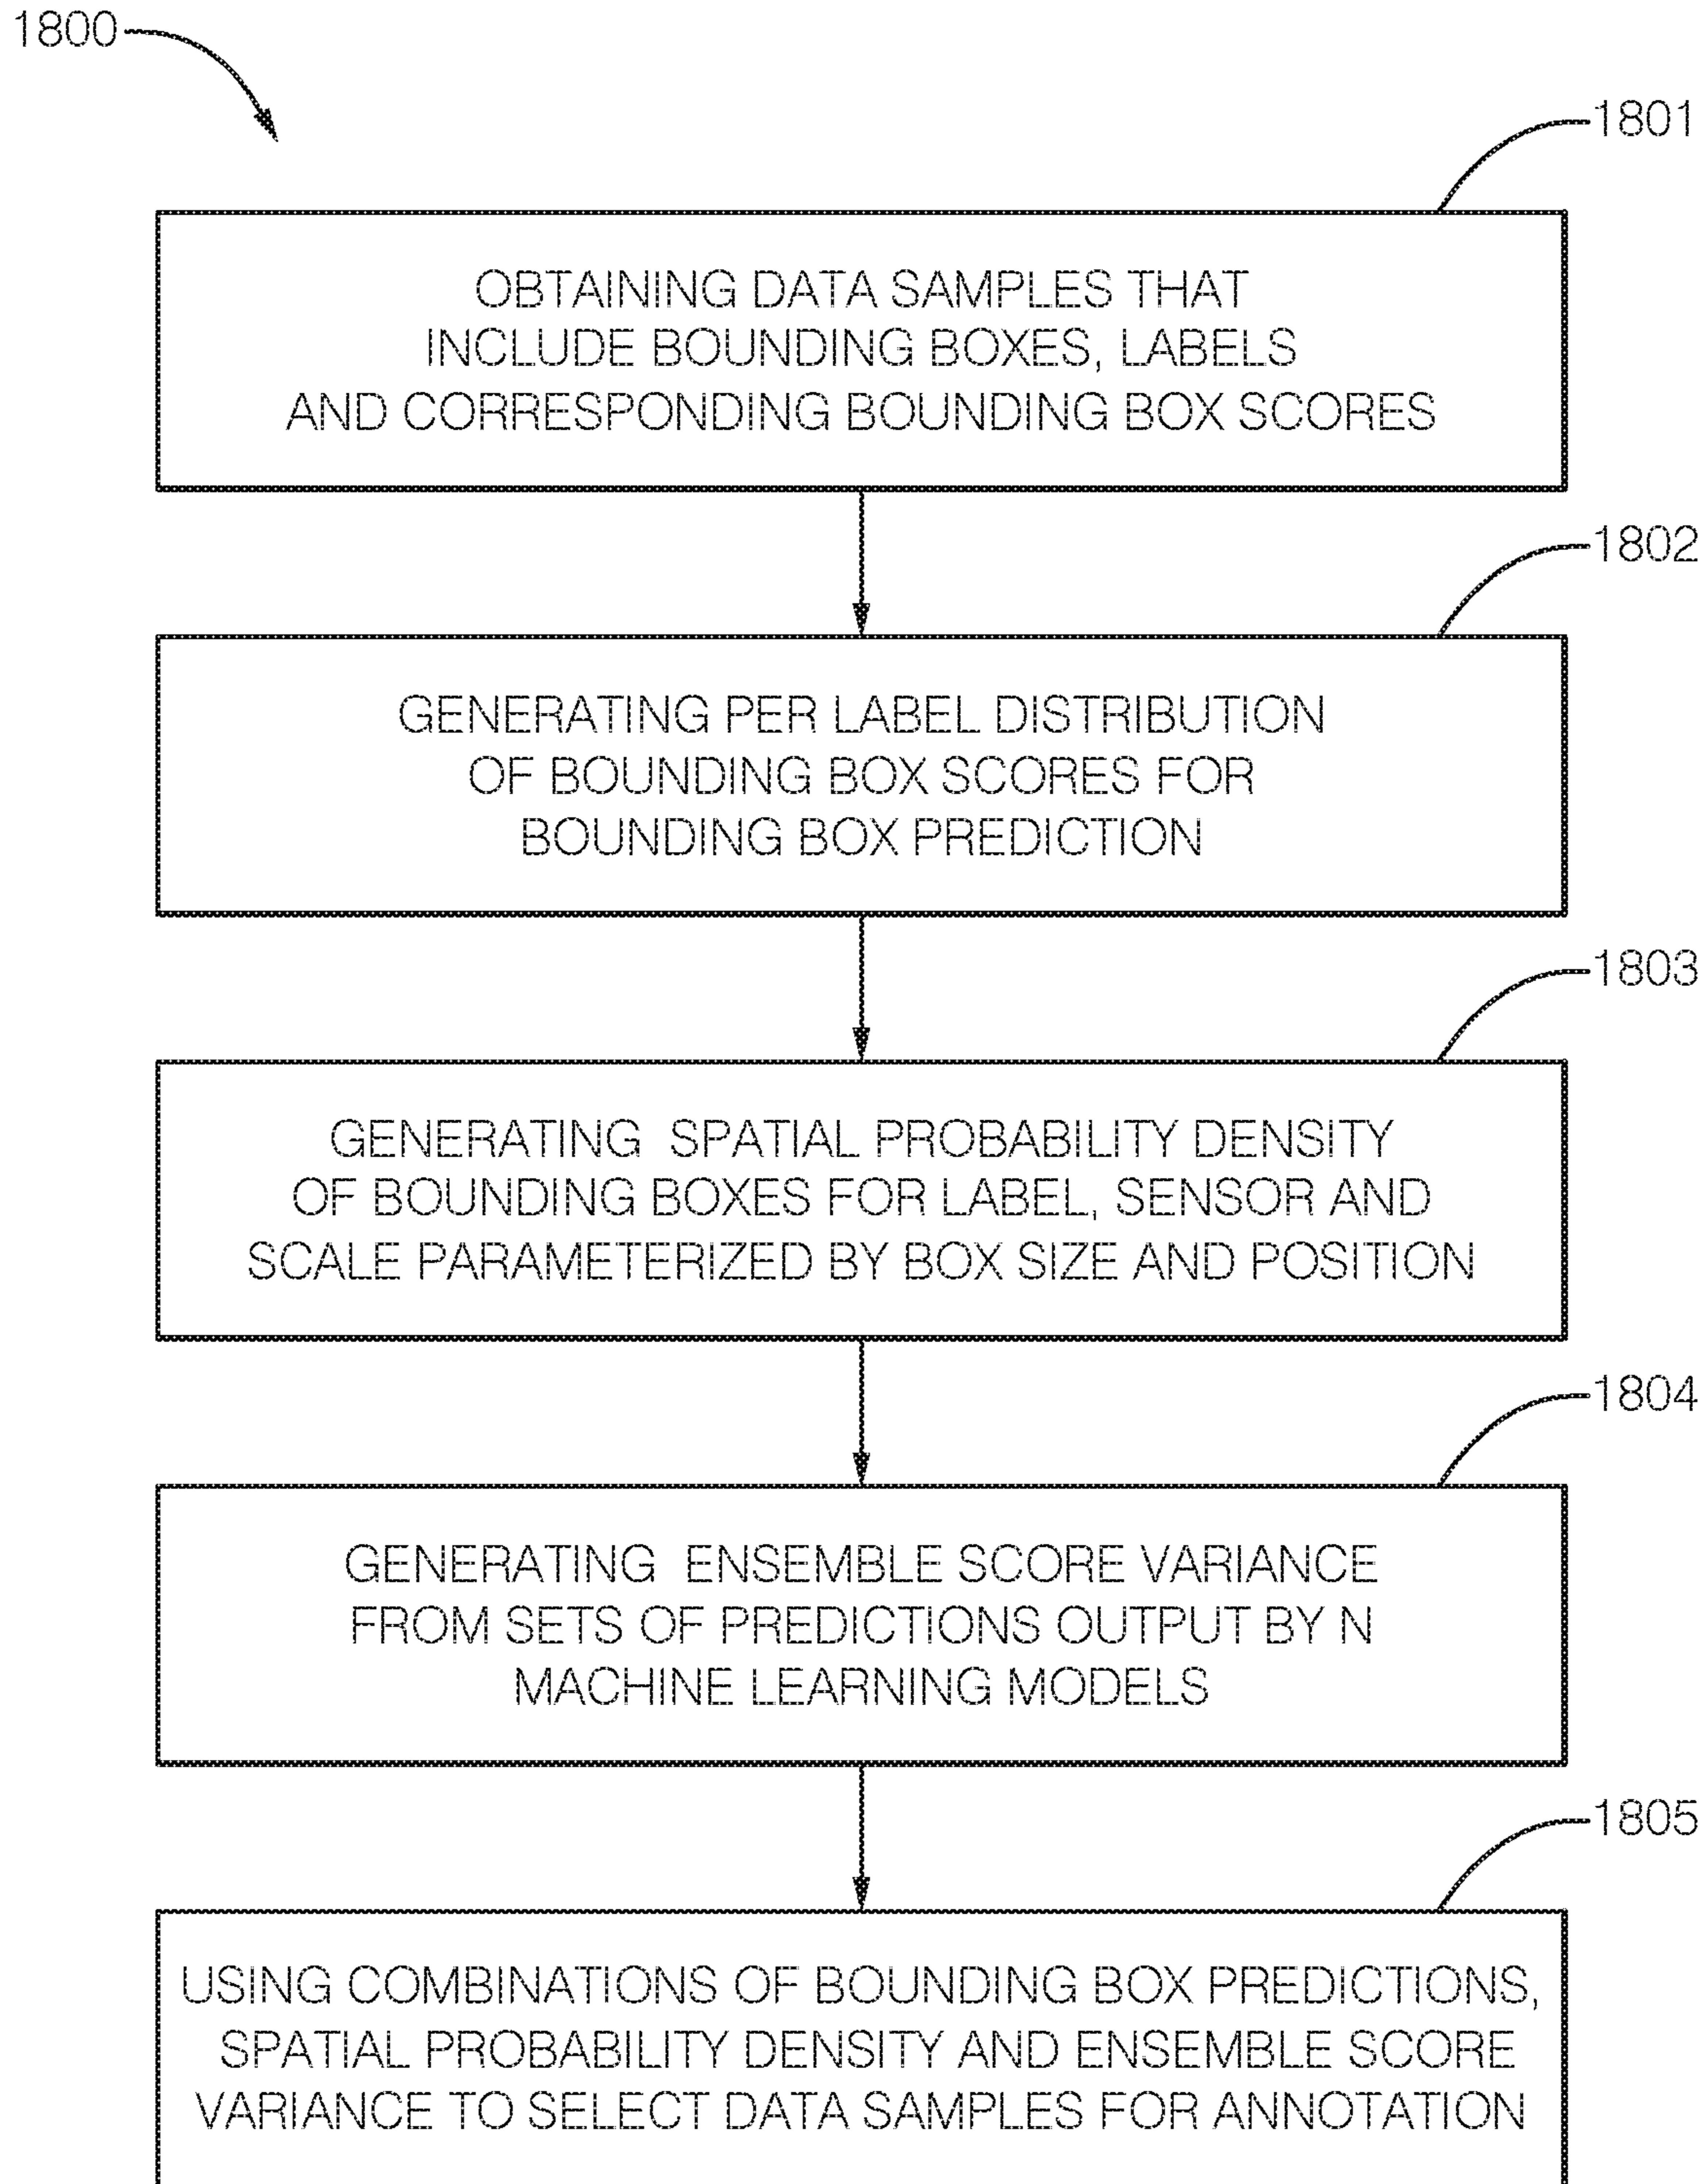 1800
1801
OBTAINING DATA SAMPLES THAT
INCLUDE BOUNDING BOXES, LABELS
AND CORRESPONDING BOUNDING BOX SCORES
1802
GENERATING PER LABEL DISTRIBUTION
OF BOUNDING BOX SCORES FOR
BOUNDING BOX PREDICTION
1803
GENERATING SPATIAL PROBABILITY DENSITY
OF BOUNDING BOXES FOR LABEL, SENSOR AND
SCALE PARAMETERIZED BY BOX SIZE AND POSITION
1804
GENERATING ENSEMBLE SCORE VARIANCE
FROM SETS OF PREDICTIONS OUTPUT BY N
MACHINE LEARNING MODELS
1805
USING COMBINATIONS OF BOUNDING BOX PREDICTIONS,
SPATIAL PROBABILITY DENSITY AND ENSEMBLE SCORE
VARIANCE TO SELECT DATA SAMPLES FOR ANNOTATION